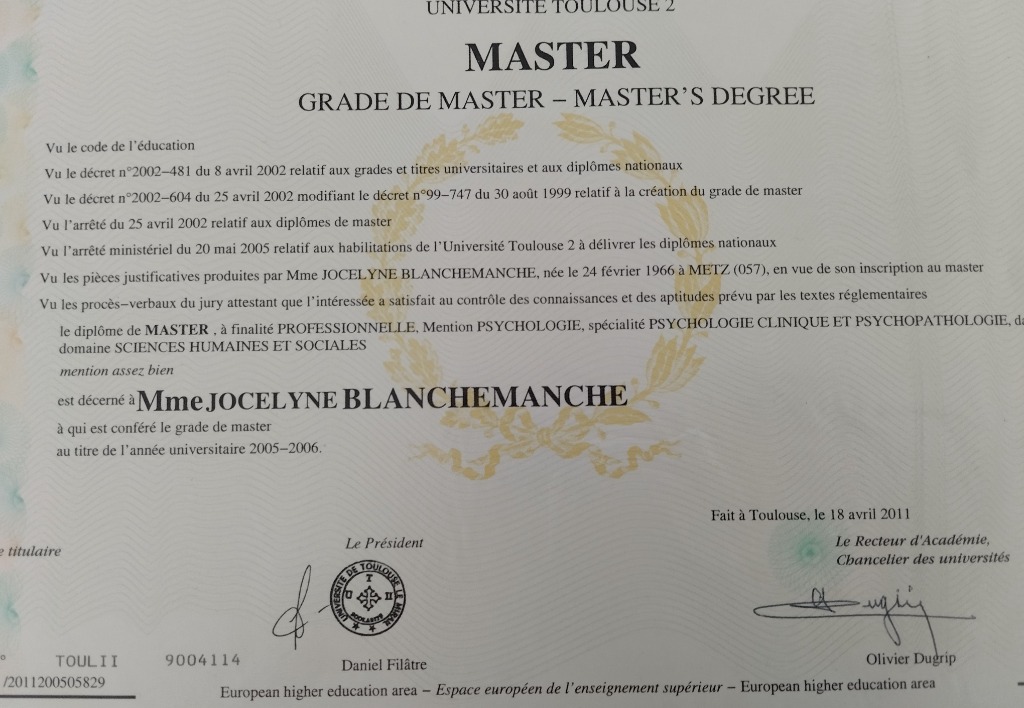 UNIVERSITÉ TOULOUSE 2
MASTER
GRADE DE MASTER – MASTER'S DEGREE
Vu le code de l'éducation
Vu le décret n°2002–481 du 8 avril 2002 relatif aux grades et titres universitaires et aux diplômes nationaux
Vu le décret n°2002–604 du 25 avril 2002 modifiant le décret n°99–747 du 30 août 1999 relatif à la création du grade de master
Vu l'arrêté du 25 avril 2002 relatif aux diplômes de master
Vu l'arrêté ministériel du 20 mai 2005 relatif aux habilitations de l'Université Toulouse 2 à délivrer les diplômes nationaux
Vu les pièces justificatives produites par Mme JOCELYNE BLANCHEMANCHE, née le 24 février 1966 à METZ (057), en vue de son inscription au master
Vu les procès–verbaux du jury attestant que l'intéressée a satisfait au contrôle des connaissances et des aptitudes prévu par les textes réglementaires
le diplôme de MASTER , à finalité PROFESSIONNELLE, Mention PSYCHOLOGIE, spécialité PSYCHOLOGIE CLINIQUE ET PSYCHOPATHOLOGIE,
domaine SCIENCES HUMAINES ET SOCIALES
mention assez bien
est décerné à Mme JOCELYNE BLANCHEMANCHE
à qui est conféré le grade de master
au titre de l'année universitaire 2005–2006.
Fait à Toulouse, le 18 avril 2011
Le Recteur d'Académie,
Chancelier des universités
Le Président
titulaire
UNIVERSITÉ DE TOULOUSE LE MIRAIL
T
U II
SCOLARITÉ
TOULII 9004114
/2011200505829
Daniel Filâtre
Olivier Dugrip
European higher education area – Espace européen de l'enseignement supérieur – European higher education area